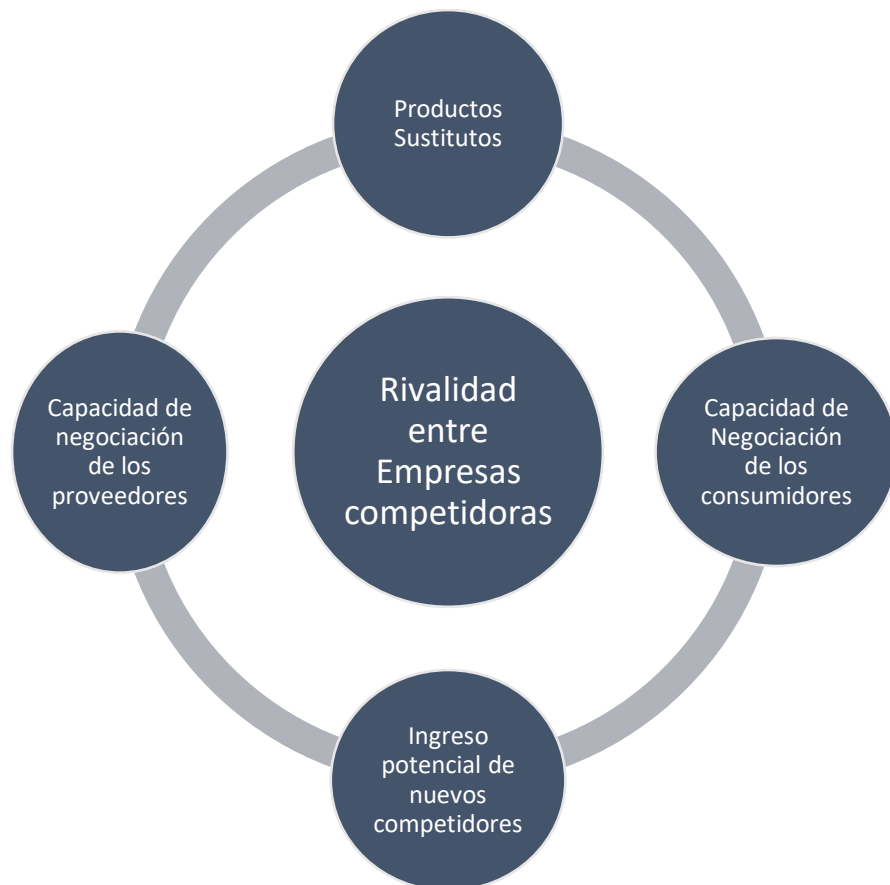 Productos
Sustitutos
Capacidad de
negociación
de los
proveedores
Rivalidad
entre
Empresas
competidoras
Capacidad de
Negociación
de los
consumidores
Ingreso
potencial de
nuevos
competidores